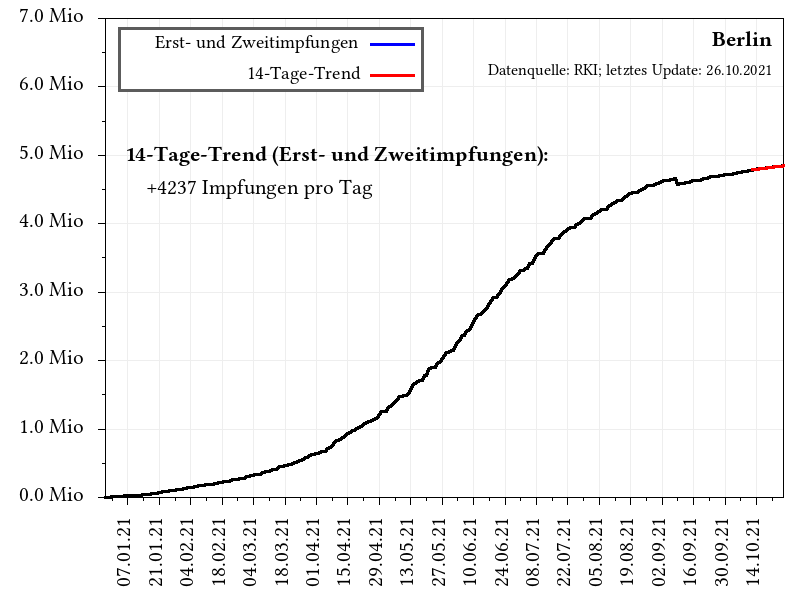 7.0 Mio
6.0 Mio
5.0 Mio
4.0 Mio
3.0 Mio
2.0 Mio
1.0 Mio
0.0 Mio
Erst- und Zweitimpfungen
14-Tage-Trend
Berlin
Datenquelle: RKI; letztes Update: 26.10.2021
14-Tage-Trend (Erst- und Zweitimpfungen):
+4237 Impfungen pro Tag
07.01.21
21.01.21
04.02.21
18.02.21
04.03.21
18.03.21
01.04.21
15.04.21
29.04.21
13.05.21
27.05.21
10.06.21
24.06.21
08.07.21
22.07.21
05.08.21
19.08.21
02.09.21
16.09.21
30.09.21
14.10.21